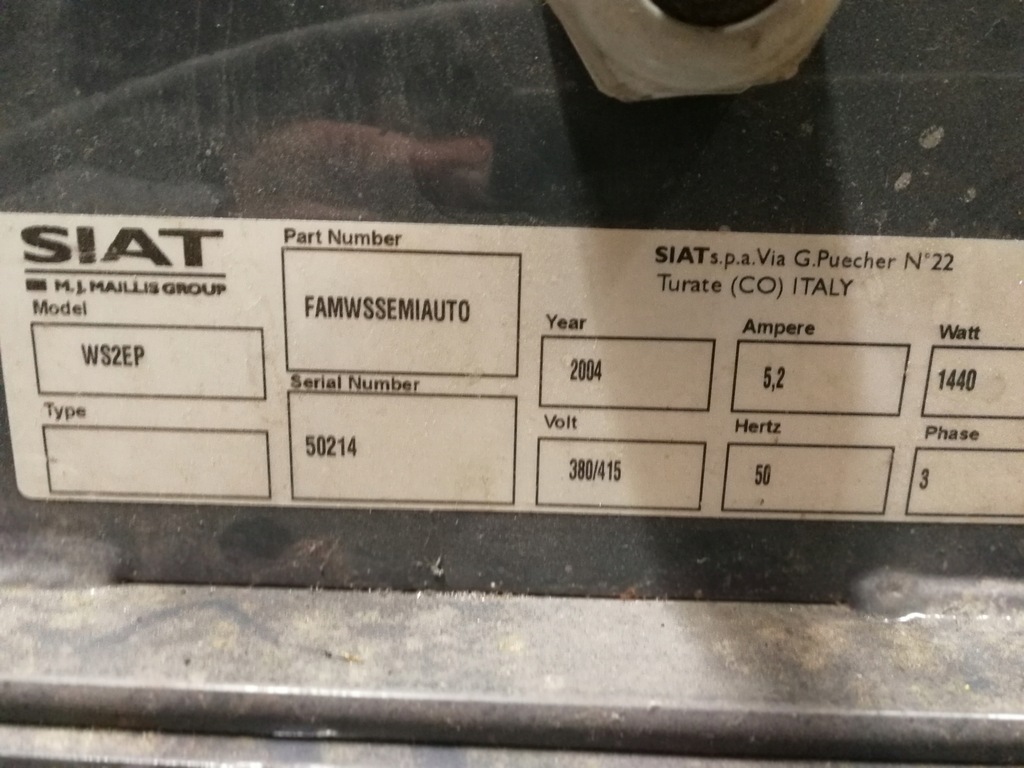 SIAT
M.J. MAILLIS GROUP
Model
WS2EP
Type
Part Number
FAMWSSEMIAUTO
Serial Number
50214
SIAT s.p.a. Via G.Puecher N°22
Turate (CO) ITALY
Year
2004
Ampere
5,2
Watt
1440
Volt
380/415
Hertz
50
Phase
3